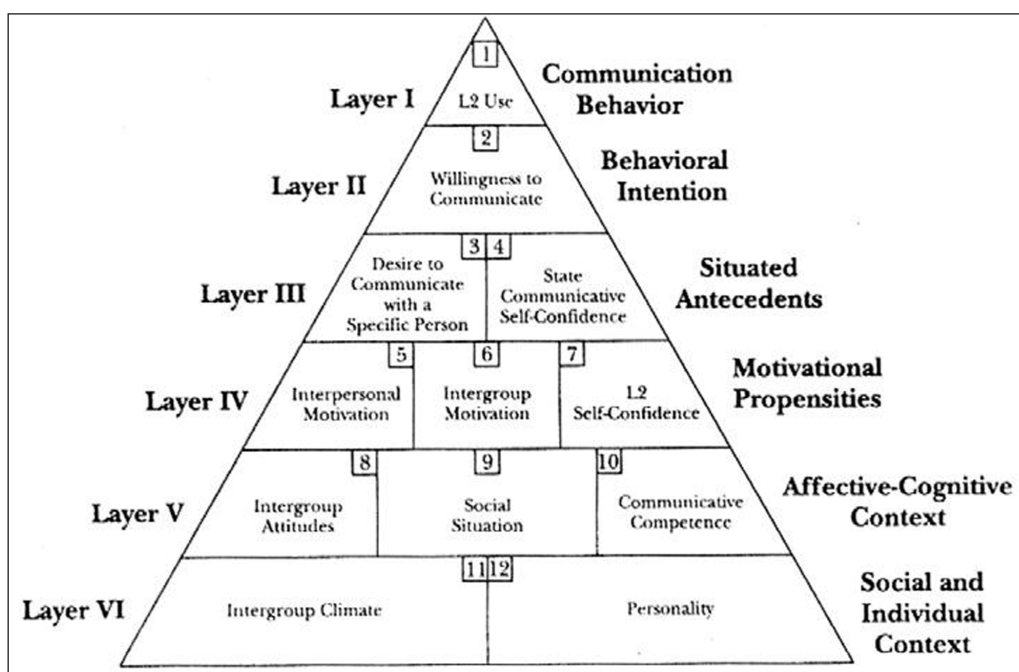 1
Layer I
L2 Use
Communication
Behavior
2
Layer II
Willingness to
Communicate
Behavioral
Intention
3 4
Layer III
Desire to
Communicate
with a
Specific Person
State
Communicative
Self-Confidence
Situated
Antecedents
5 6 7
Layer IV
Interpersonal
Motivation
Intergroup
Motivation
L2
Self-Confidence
Motivational
Propensities
8 9 10
Layer V
Intergroup
Attitudes
Social
Situation
Communicative
Competence
Affective-Cognitive
Context
11 12
Layer VI
Intergroup Climate
Personality
Social and
Individual
Context